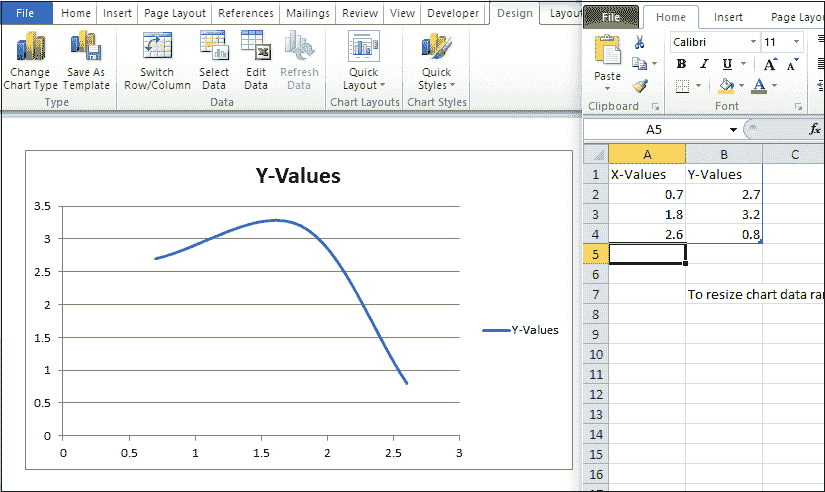 File Home Insert Page Layout References Mailings Review View Developer Design Layou
Change Chart Type
Save As Template
Switch Row/Column
Select Data
Edit Data
Refresh Data
Quick Layout
Quick Styles
Type Data Chart Layouts Chart Styles
Y-Values
3.5
3
2.5
2
1.5
1
0.5
0
0 0.5 1 1.5 2 2.5 3
Y-Values
File Home Insert Page Layou
Paste
Calibri 11
B I U A A
A
Clipboard Font
A5 fx
A B C
1 X-Values Y-Values
2 0.7 2.7
3 1.8 3.2
4 2.6 0.8
5
6
7 To resize chart data ran
8
9
10
11
12
13
14
15
16